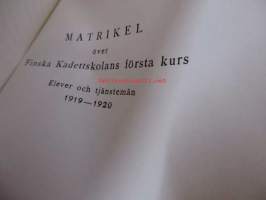 MATRIKEL
över
Finska Kadettskolans första kurs
Elever och tjänstemän
1919—1920